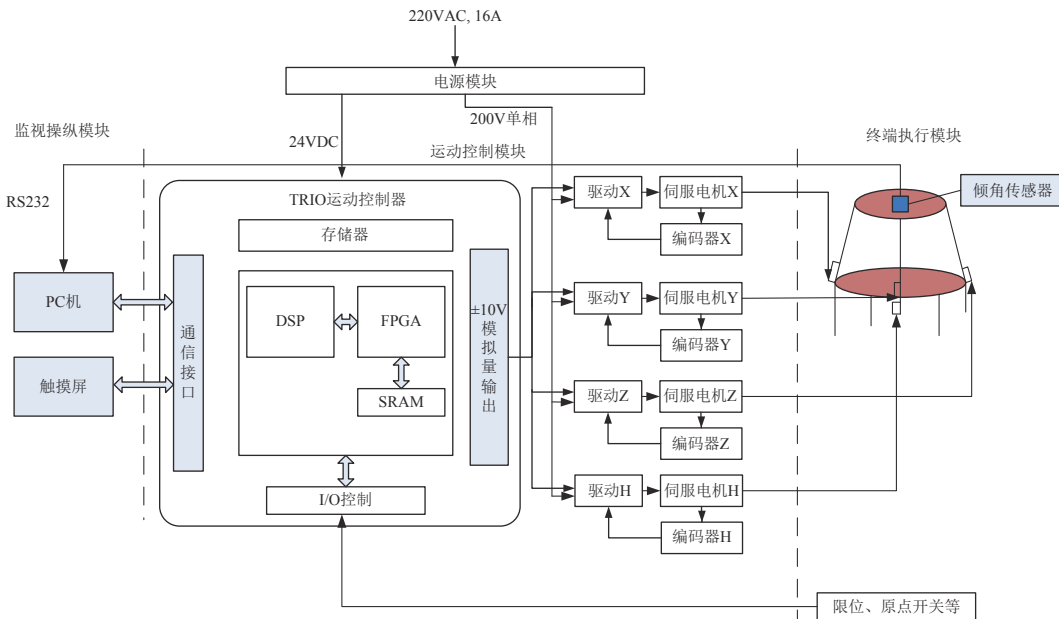 220VAC, 16A
电源模块
监视操纵模块
24VDC
200V单相
运动控制模块
终端执行模块
RS232
TRIO运动控制器
存储器
驱动X
伺服电机X
编码器X
倾角传感器
PC机
触摸屏
通
信
接
口
DSP
FPGA
SRAM
±10V
模
拟
量
输
出
驱动Y
伺服电机Y
编码器Y
驱动Z
伺服电机Z
编码器Z
I/O控制
驱动H
伺服电机H
编码器H
限位、原点开关等